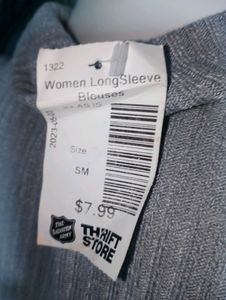 1322
Women LongSleeve
Blouses
Size
SM
$7.99
THE
SALVATION
ARMY
THRIFT
STORE